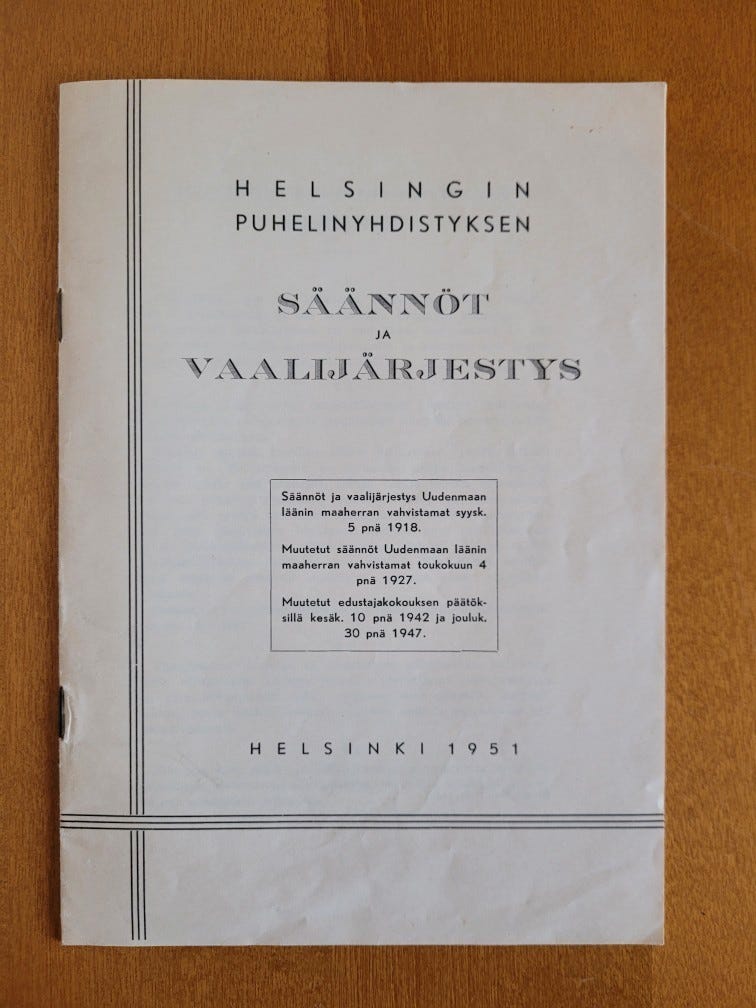 HELSINGIN
PUHELINYHDISTYKSEN
SÄÄNNÖT
JA
VAALIJÄRJESTYS
Säännöt ja vaalijärjestys Uudenmaan
läänin maaherran vahvistamat syysk.
5 pnä 1918.
Muutetut säännöt Uudenmaan läänin
maaherran vahvistamat toukokuun 4
pnä 1927.
Muutetut edustajakokouksen päätök-
sillä kesäk. 10 pnä 1942 ja jouluk.
30 pnä 1947.
HELSINKI 1951